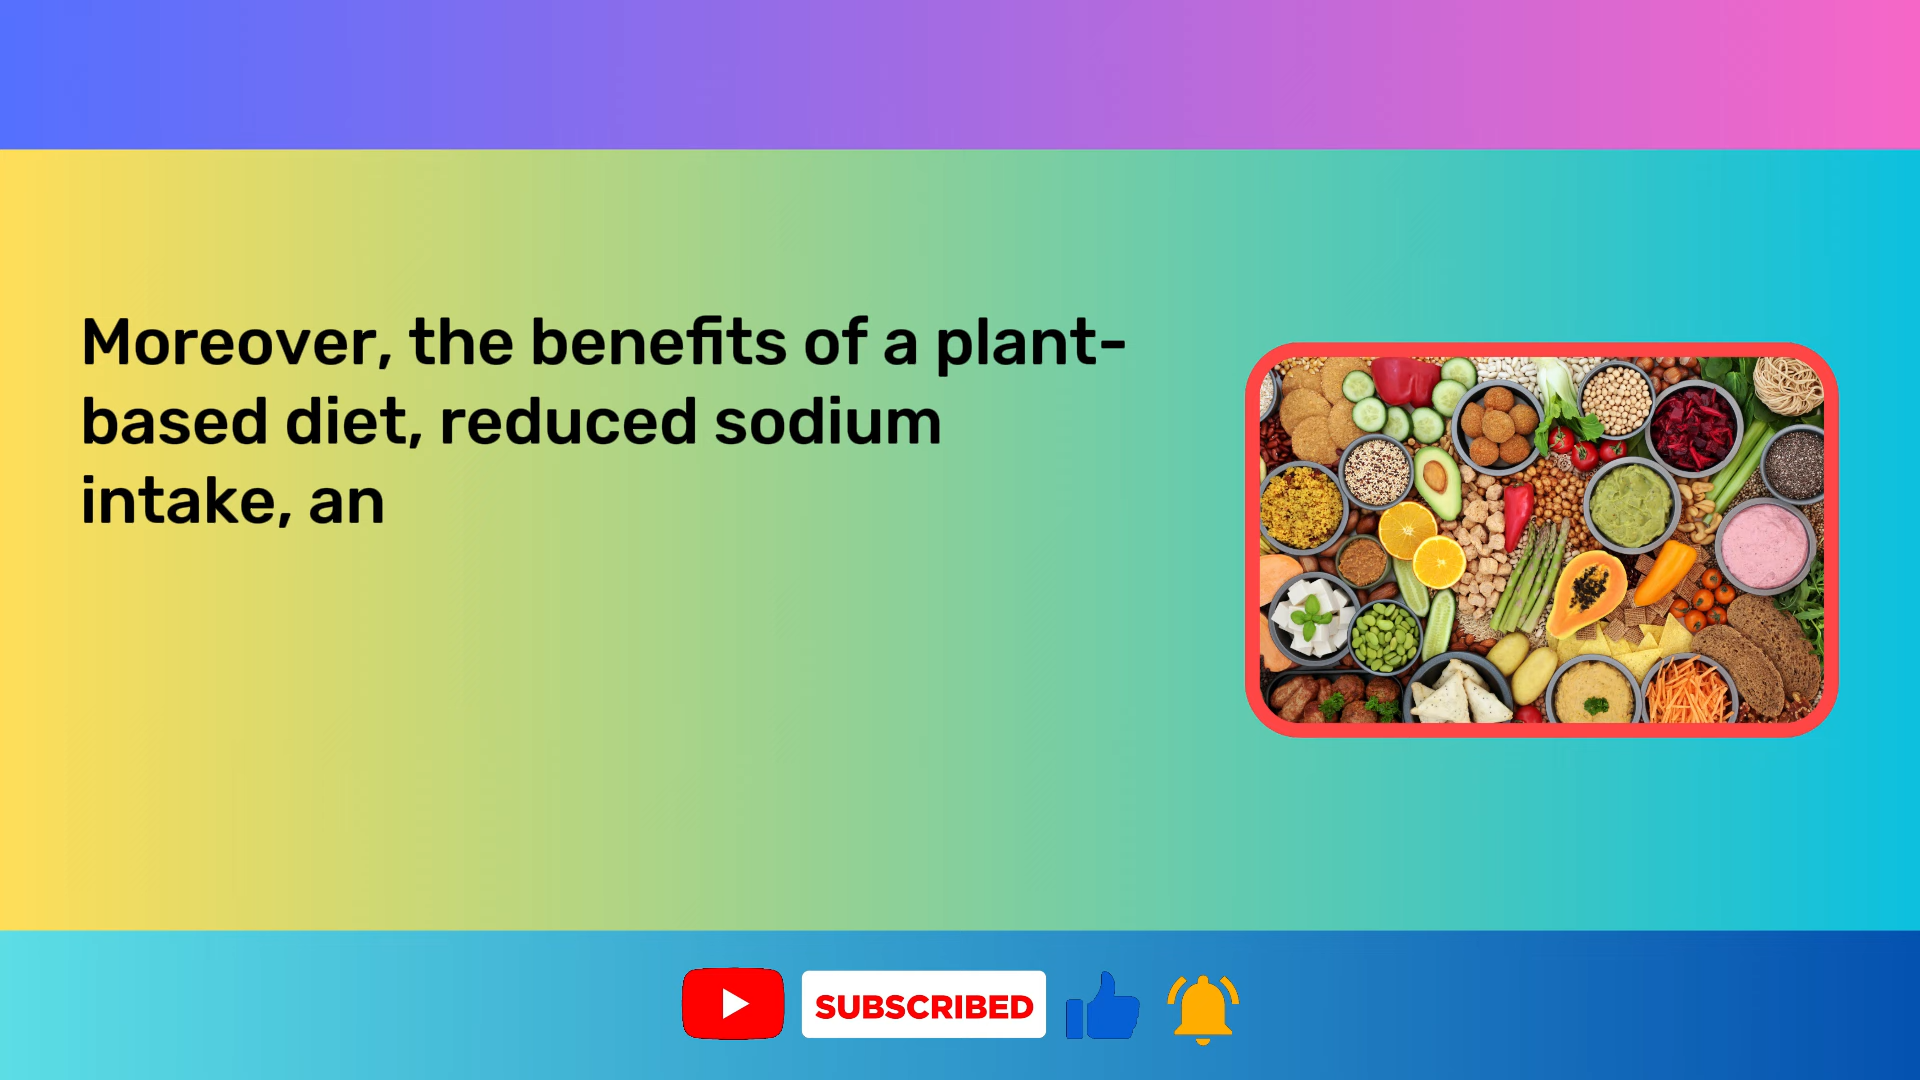 Moreover, the benefits of a plant-
based diet, reduced sodium
intake, an
SUBSCRIBED